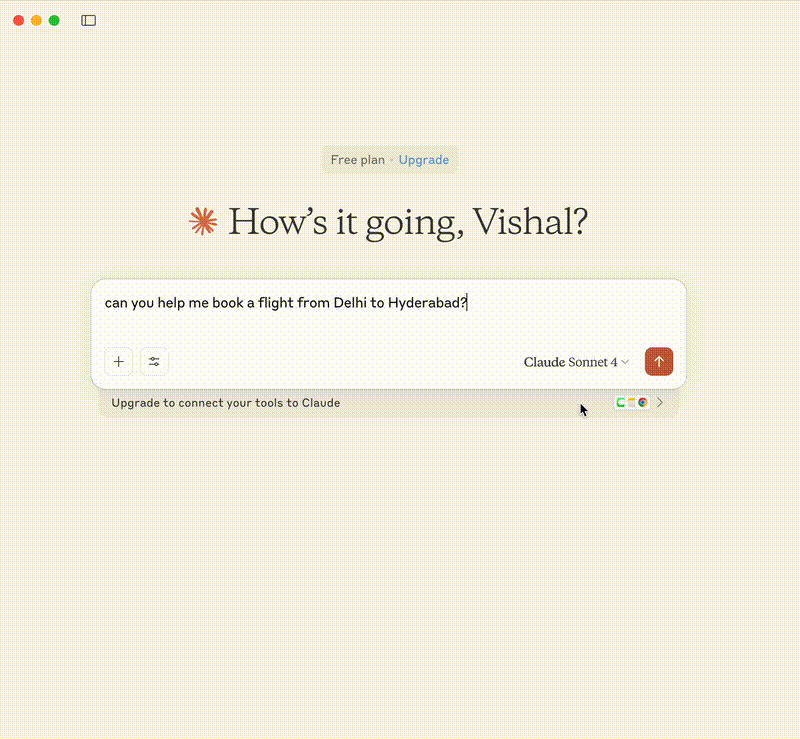 Free plan · Upgrade
How's it going, Vishal?
can you help me book a flight from Delhi to Hyderabad?
Claude Sonnet 4
Upgrade to connect your tools to Claude